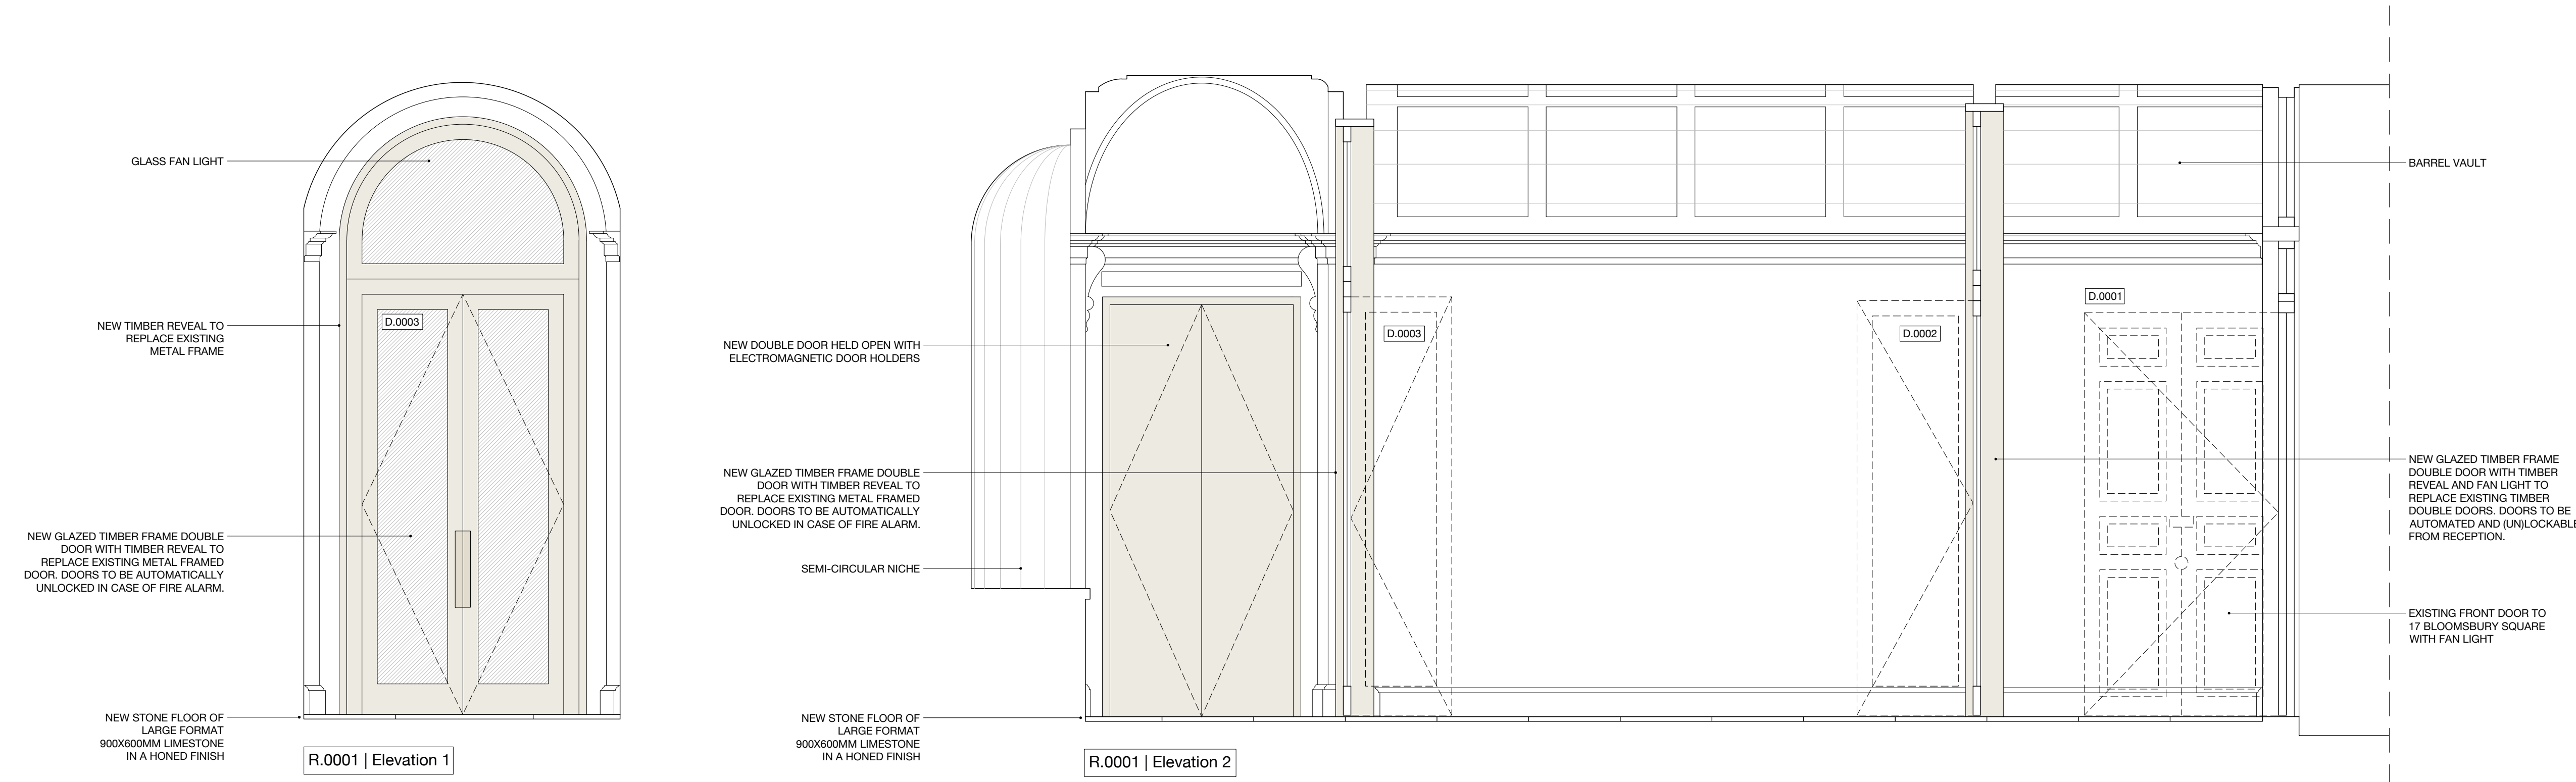 GLASS FAN LIGHT
NEW TIMBER REVEAL TO
REPLACE EXISTING
METAL FRAME
D.0003
NEW GLAZED TIMBER FRAME DOUBLE
DOOR WITH TIMBER REVEAL TO
REPLACE EXISTING METAL FRAMED
DOOR. DOORS TO BE AUTOMATICALLY
UNLOCKED IN CASE OF FIRE ALARM.
NEW STONE FLOOR OF
LARGE FORMAT
900X600MM LIMESTONE
IN A HONED FINISH
R.0001 | Elevation 1
NEW DOUBLE DOOR HELD OPEN WITH
ELECTROMAGNETIC DOOR HOLDERS
NEW GLAZED TIMBER FRAME DOUBLE
DOOR WITH TIMBER REVEAL TO
REPLACE EXISTING METAL FRAMED
DOOR. DOORS TO BE AUTOMATICALLY
UNLOCKED IN CASE OF FIRE ALARM.
SEMI-CIRCULAR NICHE
NEW STONE FLOOR OF
LARGE FORMAT
900X600MM LIMESTONE
IN A HONED FINISH
R.0001 | Elevation 2
D.0003
D.0002
D.0001
BARREL VAULT
NEW GLAZED TIMBER FRAME
DOUBLE DOOR WITH TIMBER
REVEAL AND FAN LIGHT TO
REPLACE EXISTING TIMBER
DOUBLE DOORS. DOORS TO BE
AUTOMATED AND (UN)LOCKABLE
FROM RECEPTION.
EXISTING FRONT DOOR TO
17 BLOOMSBURY SQUARE
WITH FAN LIGHT